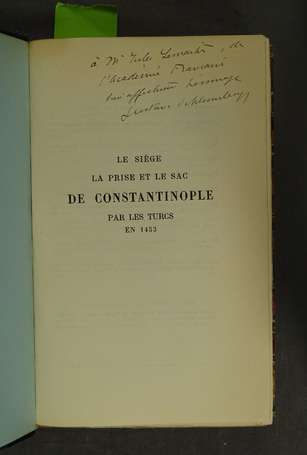 à Mr Jules Lemaître, de
l'Académie Française
bien affectueux hommage
Gustave Schlumberger
LE SIÈGE
LA PRISE ET LE SAC
DE CONSTANTINOPLE
PAR LES TURCS
EN 1453